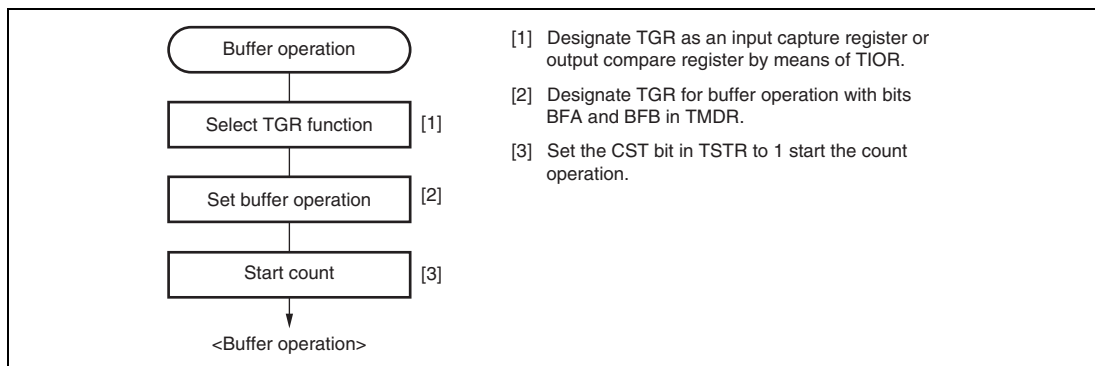 Buffer operation
Select TGR function
[1]
Set buffer operation
[2]
Start count
[3]
<Buffer operation>
[1] Designate TGR as an input capture register or
output compare register by means of TIOR.
[2] Designate TGR for buffer operation with bits
BFA and BFB in TMDR.
[3] Set the CST bit in TSTR to 1 start the count
operation.